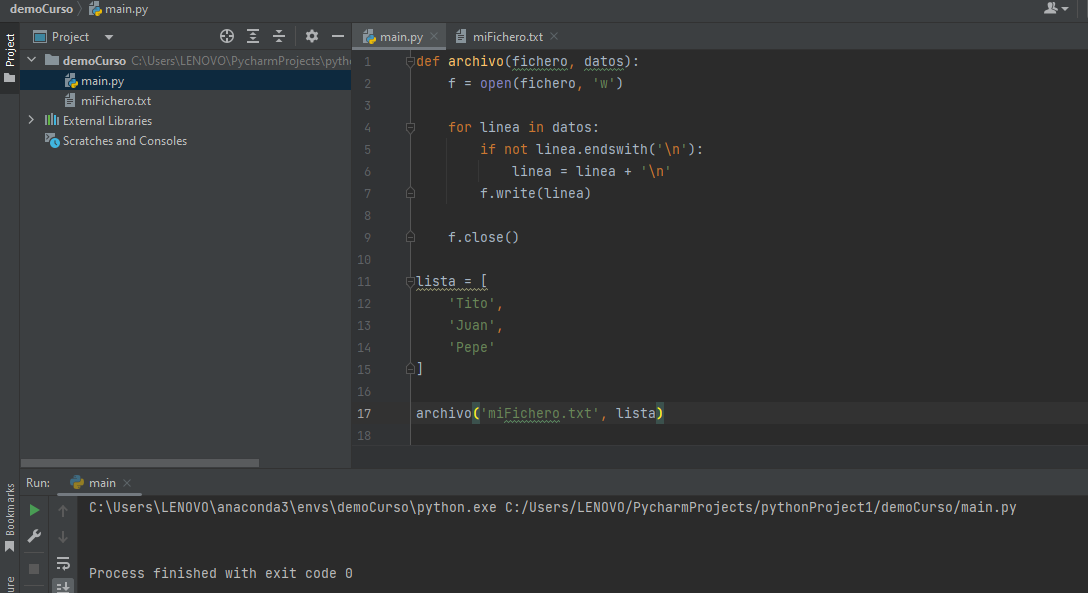 demoCurso main.py
Project
Project
demoCurso C:\Users\LENOVO\PycharmProjects\pytho
main.py
miFichero.txt
External Libraries
Scratches and Consoles
main.py miFichero.txt
1 def archivo(fichero, datos):
2 f = open(fichero, 'w')
3
4 for linea in datos:
5 if not linea.endswith('\n'):
6 linea = linea + '\n'
7 f.write(linea)
8
9 f.close()
10
11 lista = [
12 'Tito',
13 'Juan',
14 'Pepe'
15 ]
16
17 archivo('miFichero.txt', lista)
18
Bookmarks
ure
Run: main
C:\Users\LENOVO\anaconda3\envs\demoCurso\python.exe C:/Users/LENOVO/PycharmProjects/pythonProject1/demoCurso/main.py
Process finished with exit code 0